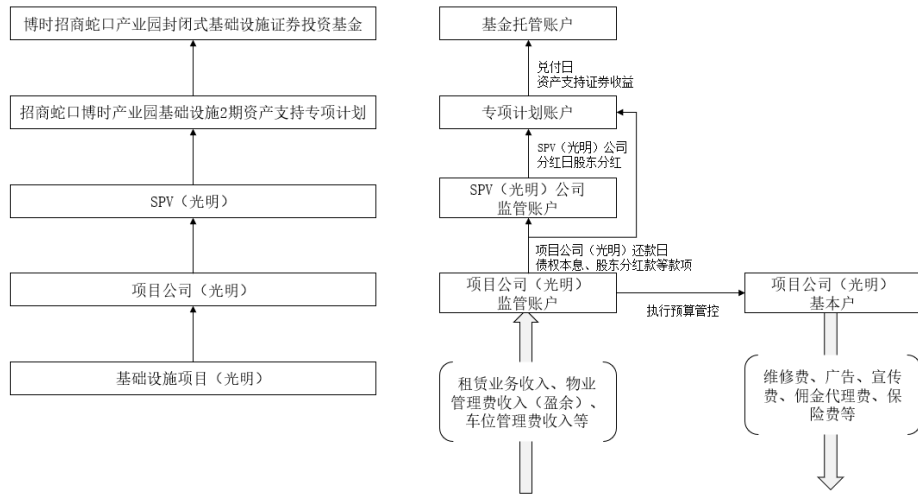 博时招商蛇口产业园封闭式基础设施证券投资基金
招商蛇口博时产业园基础设施2期资产支持专项计划
SPV（光明）
项目公司（光明）
基础设施项目（光明）
基金托管账户
兑付日
资产支持证券收益
专项计划账户
SPV（光明）公司
分红日股东分红
SPV（光明）公司
监管账户
项目公司（光明）还款日
债权本息、股东分红款等款项
项目公司（光明）
监管账户
执行预算管控
项目公司（光明）
基本户
租赁业务收入、物业
管理费收入（盈余）、
车位管理费收入等
维修费、广告、宣传
费、佣金代理费、保
险费等